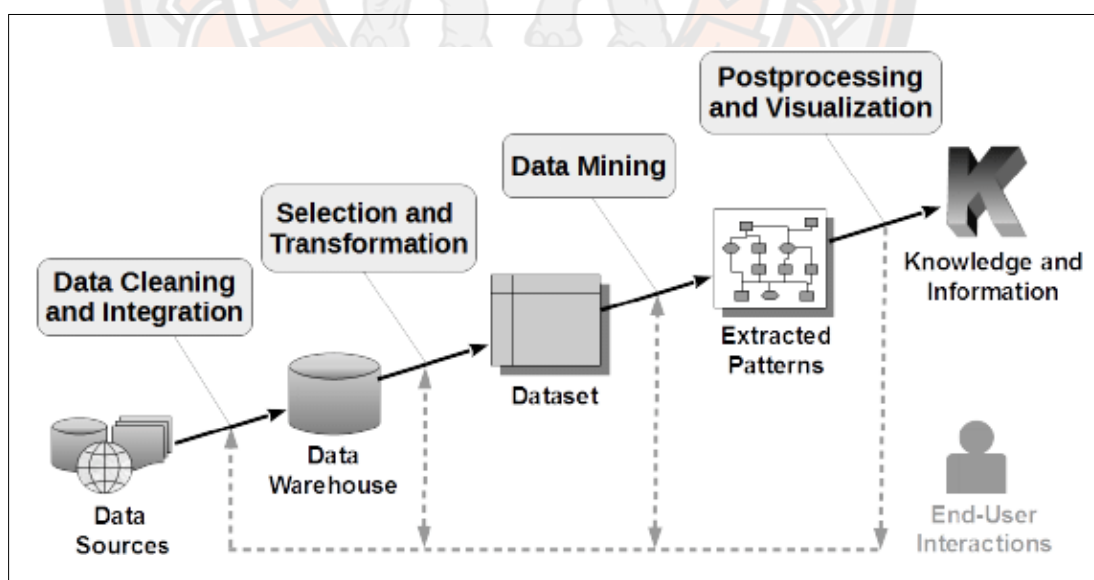 Postprocessing
and Visualization
Data Mining
Selection and
Transformation
Data Cleaning
and Integration
K
Knowledge and
Information
Extracted
Patterns
Dataset
Data
Warehouse
Data
Sources
End-User
Interactions